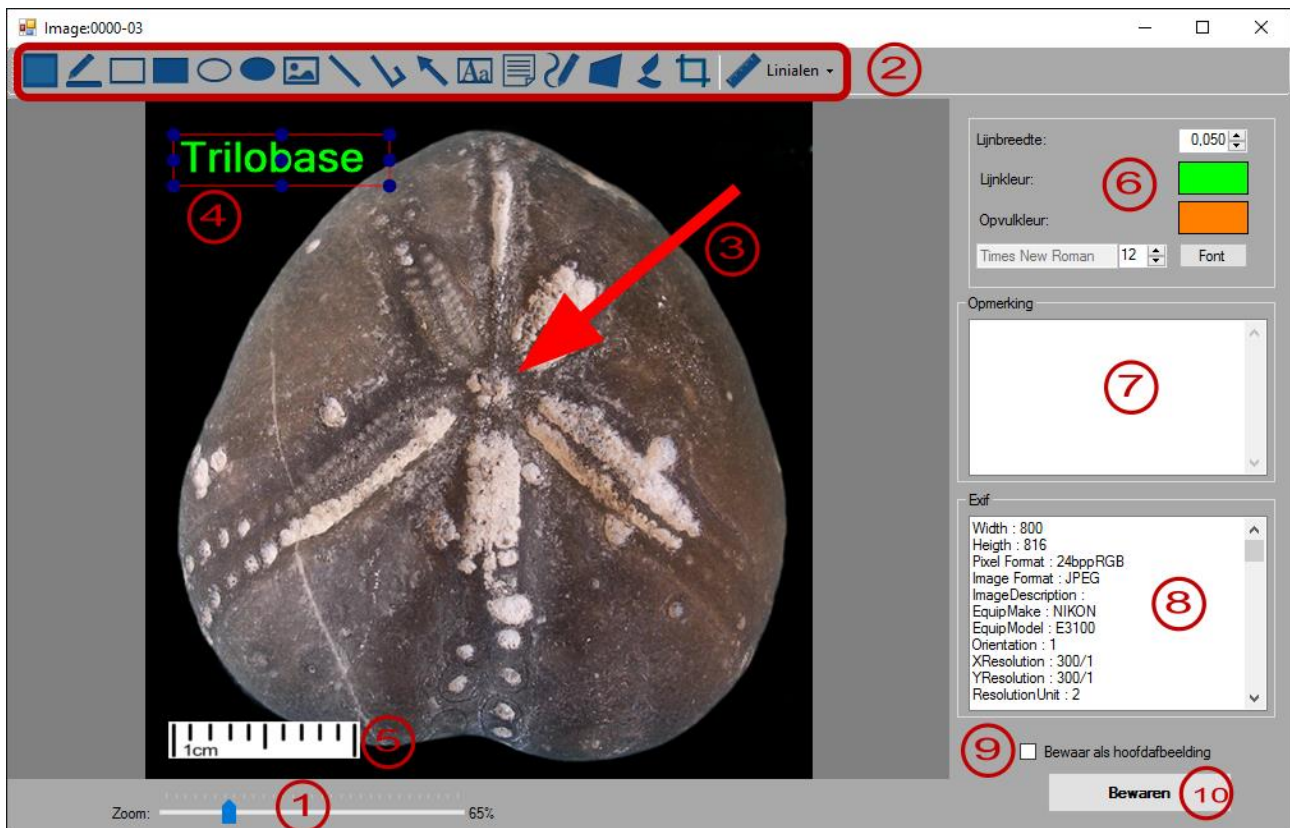 Image:0000-03
Aa
Linialen
2
Trilobase
4
3
1cm
5
Zoom:
1
65%
Lijnbreedte:
0,050
Lijnkleur:
6
Opvulkleur:
Times New Roman
12
Font
Opmerking
7
Exif
Width : 800
Heigth : 816
Pixel Format : 24bppRGB
Image Format : JPEG
ImageDescription :
EquipMake : NIKON
EquipModel : E3100
Orientation : 1
XResolution : 300/1
YResolution : 300/1
ResolutionUnit : 2
8
9
Bewaar als hoofdafbeelding
Bewaren
10